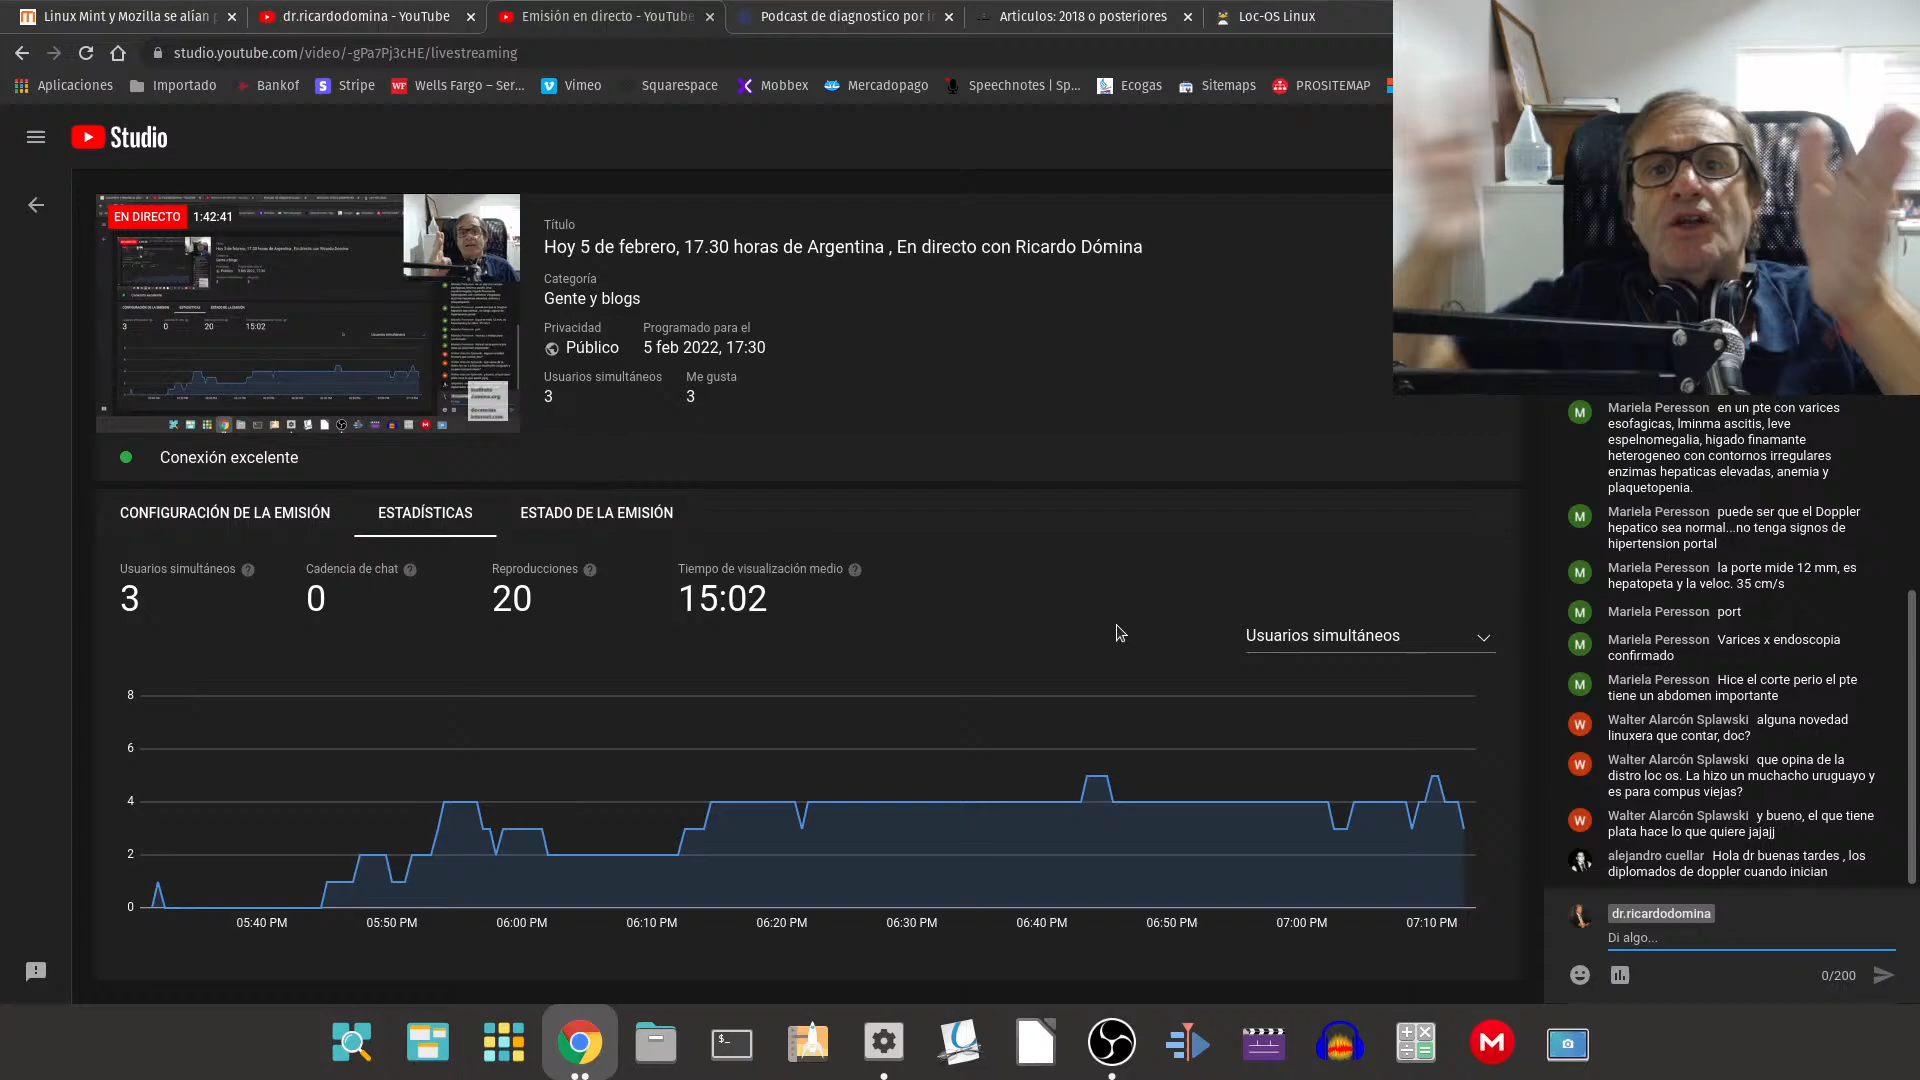 Linux Mint y Mozilla se alían
dr.ricardodomina - YouTube
Emisión en directo - YouTube
Podcast de diagnostico por i
Articulos: 2018 o posteriores
Loc-OS Linux
studio.youtube.com/video/-gPa7Pj3cHE/livestreaming
Aplicaciones
Importado
Bankof
Stripe
Wells Fargo – Ser...
Vimeo
Squarespace
Mobbex
Mercadopago
Speechnotes | Sp...
Ecogas
Sitemaps
PROSITEMAP
Studio
EN DIRECTO 1:42:41
Título
Hoy 5 de febrero, 17.30 horas de Argentina , En directo con Ricardo Dómina
Categoría
Gente y blogs
Privacidad
Programado para el
Público
5 feb 2022, 17:30
Usuarios simultáneos
Me gusta
3
3
Conexión excelente
CONFIGURACIÓN DE LA EMISIÓN
ESTADÍSTICAS
ESTADO DE LA EMISIÓN
Usuarios simultáneos
Cadencia de chat
Reproducciones
Tiempo de visualización medio
3
0
20
15:02
Usuarios simultáneos
8
6
4
2
0
05:40 PM
05:50 PM
06:00 PM
06:10 PM
06:20 PM
06:30 PM
06:40 PM
06:50 PM
07:00 PM
07:10 PM
Mariela Peresson en un pte con varices
esofagicas, lminma ascitis, leve
espelnomegalia, higado finamante
heterogeneo con contornos irregulares
enzimas hepaticas elevadas, anemia y
plaquetopenia.
Mariela Peresson puede ser que el Doppler
hepatico sea normal...no tenga signos de
hipertension portal
Mariela Peresson la porte mide 12 mm, es
hepatopeta y la veloc. 35 cm/s
Mariela Peresson port
Mariela Peresson Varices x endoscopia
confirmado
Mariela Peresson Hice el corte perio el pte
tiene un abdomen importante
Walter Alarcón Splawski alguna novedad
linuxera que contar, doc?
Walter Alarcón Splawski que opina de la
distro loc os. La hizo un muchacho uruguayo y
es para compus viejas?
Walter Alarcón Splawski y bueno, el que tiene
plata hace lo que quiere jajajj
alejandro cuellar Hola dr buenas tardes , los
diplomados de doppler cuando inician
dr.ricardodomina
Di algo...
0/200